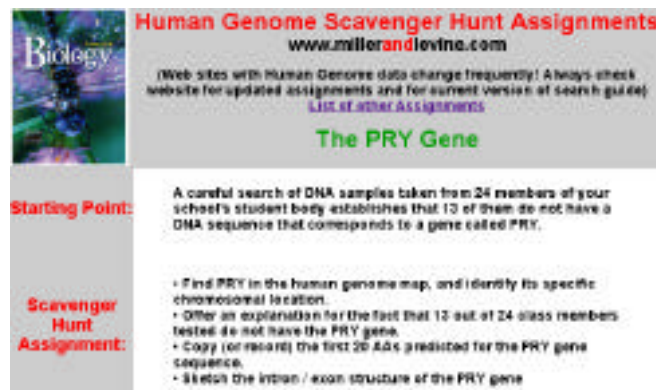 Human Genome Scavenger Hunt Assignments
Biology
www.millerandlevine.com
(Web sites with Human Genome data change frequently! Always check
website for updated assignments and for current version of search guide)
List of other Assignments
The PRY Gene
Starting Point:
A careful search of DNA samples taken from 24 members of your
school's student body establishes that 13 of them do not have a
DNA sequence that corresponds to a gene called PRY.
Scavenger
Hunt
Assignment:
• Find PRY in the human genome map, and identify its specific
chromosomal location.
• Offer an explanation for the fact that 13 out of 24 class members
tested do not have the PRY gene.
• Copy (or record) the first 20 AAs predicted for the PRY gene
sequence.
• Sketch the intron / exon structure of the PRY gene